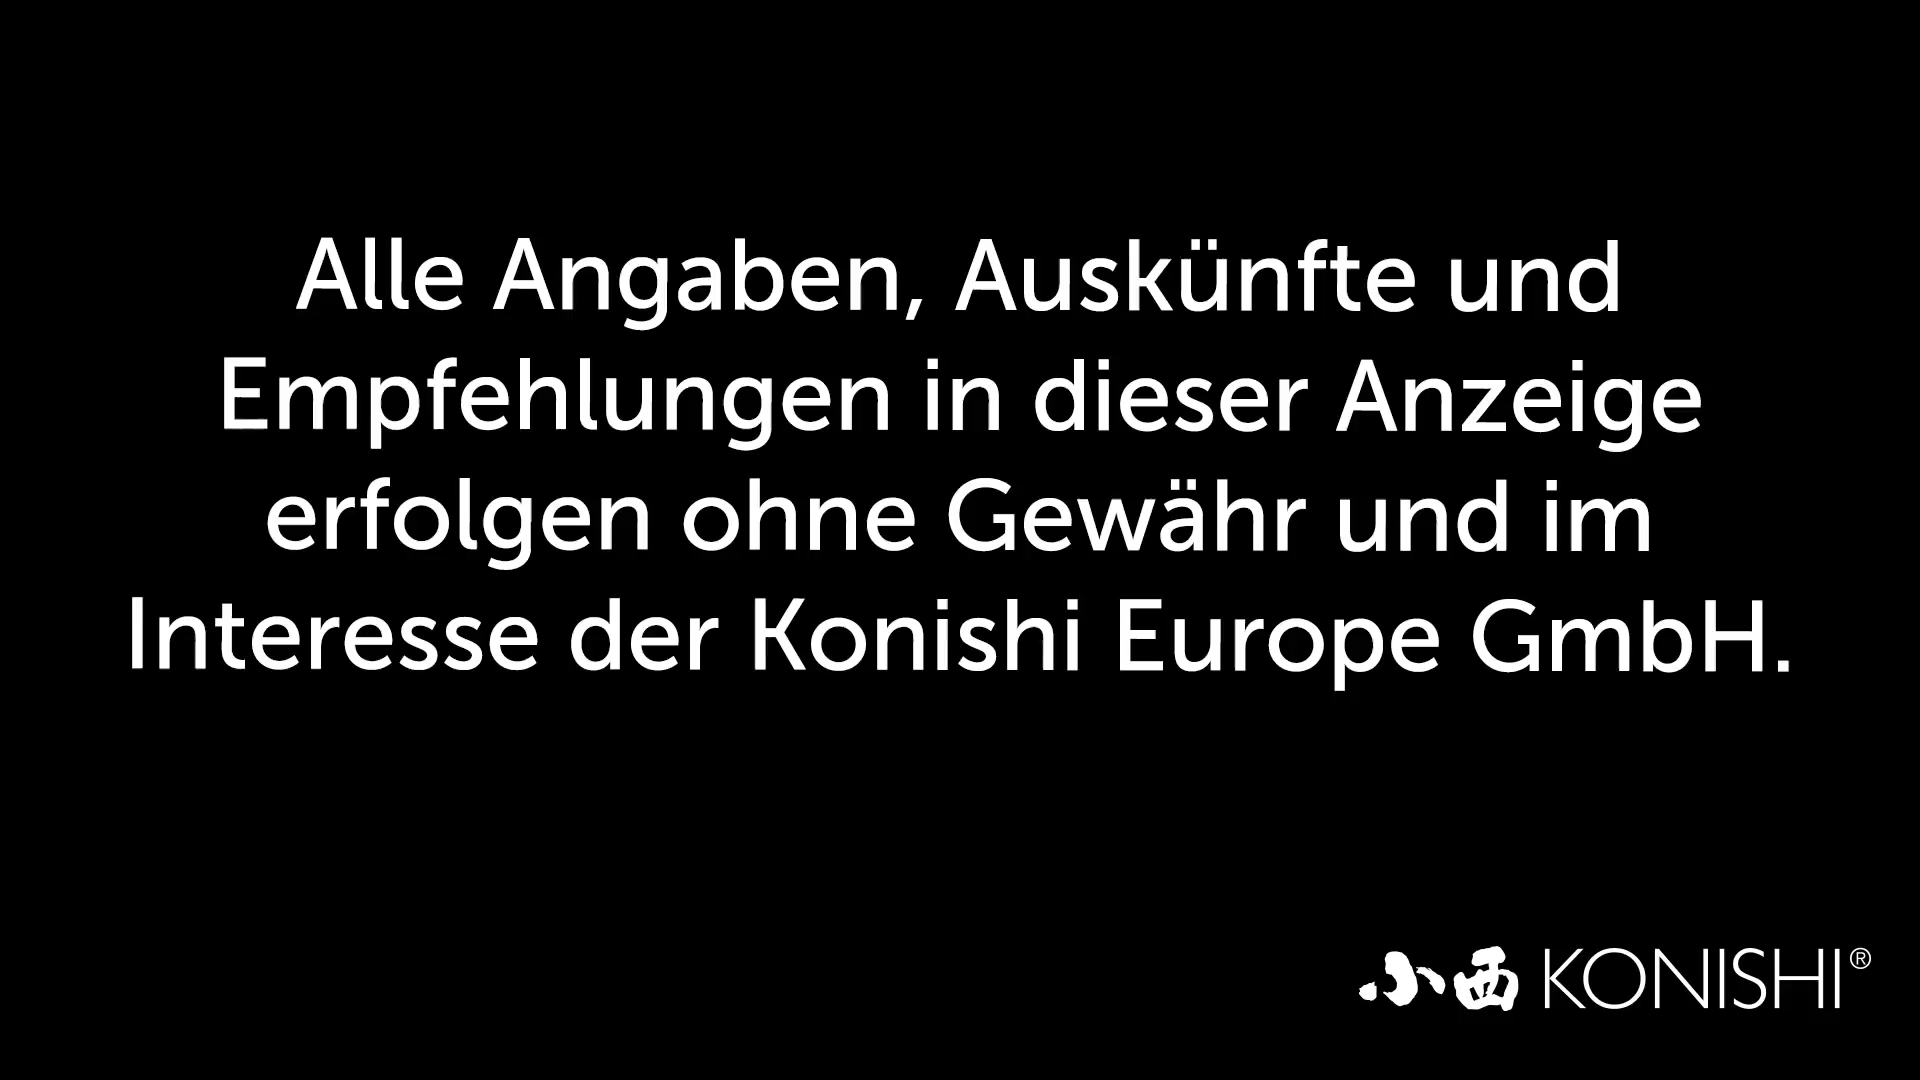 Alle Angaben, Auskünfte und
Empfehlungen in dieser Anzeige
erfolgen ohne Gewähr und im
Interesse der Konishi Europe GmbH.
小西 KONISHI®